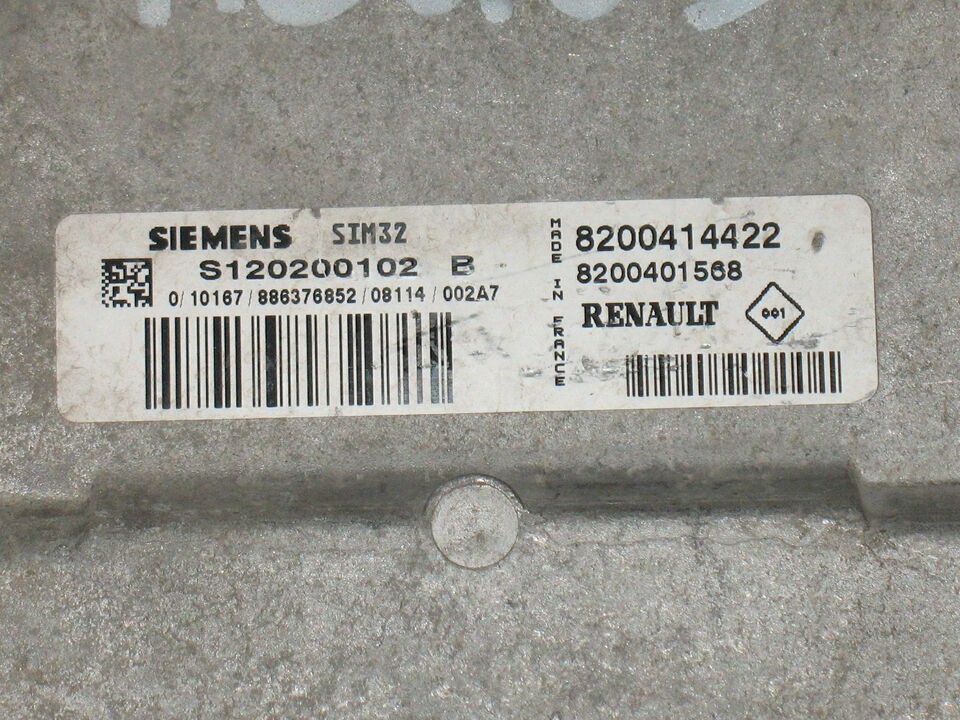 SIEMENS SIM32
S120200102 B
0/10167/886376852/08114/002A7
MADE IN FRANCE
8200414422
8200401568
RENAULT 001